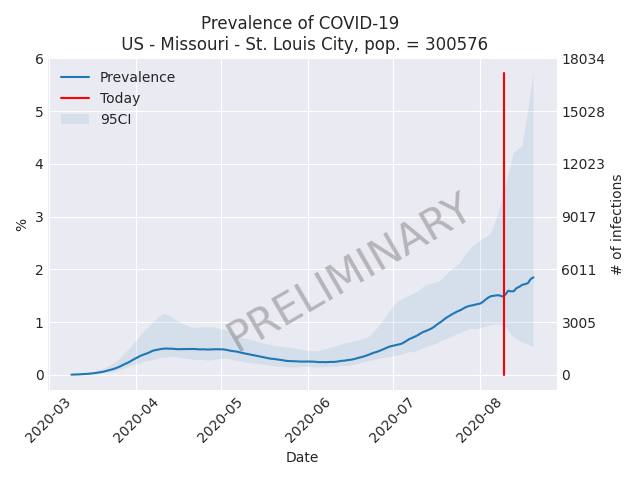 Prevalence of COVID-19
US - Missouri - St. Louis City, pop. = 300576
Prevalence
Today
95CI
PRELIMINARY
%
6
5
4
3
2
1
0
18034
15028
12023
9017
6011
3005
0
# of infections
2020-03
2020-04
2020-05
2020-06
2020-07
2020-08
Date